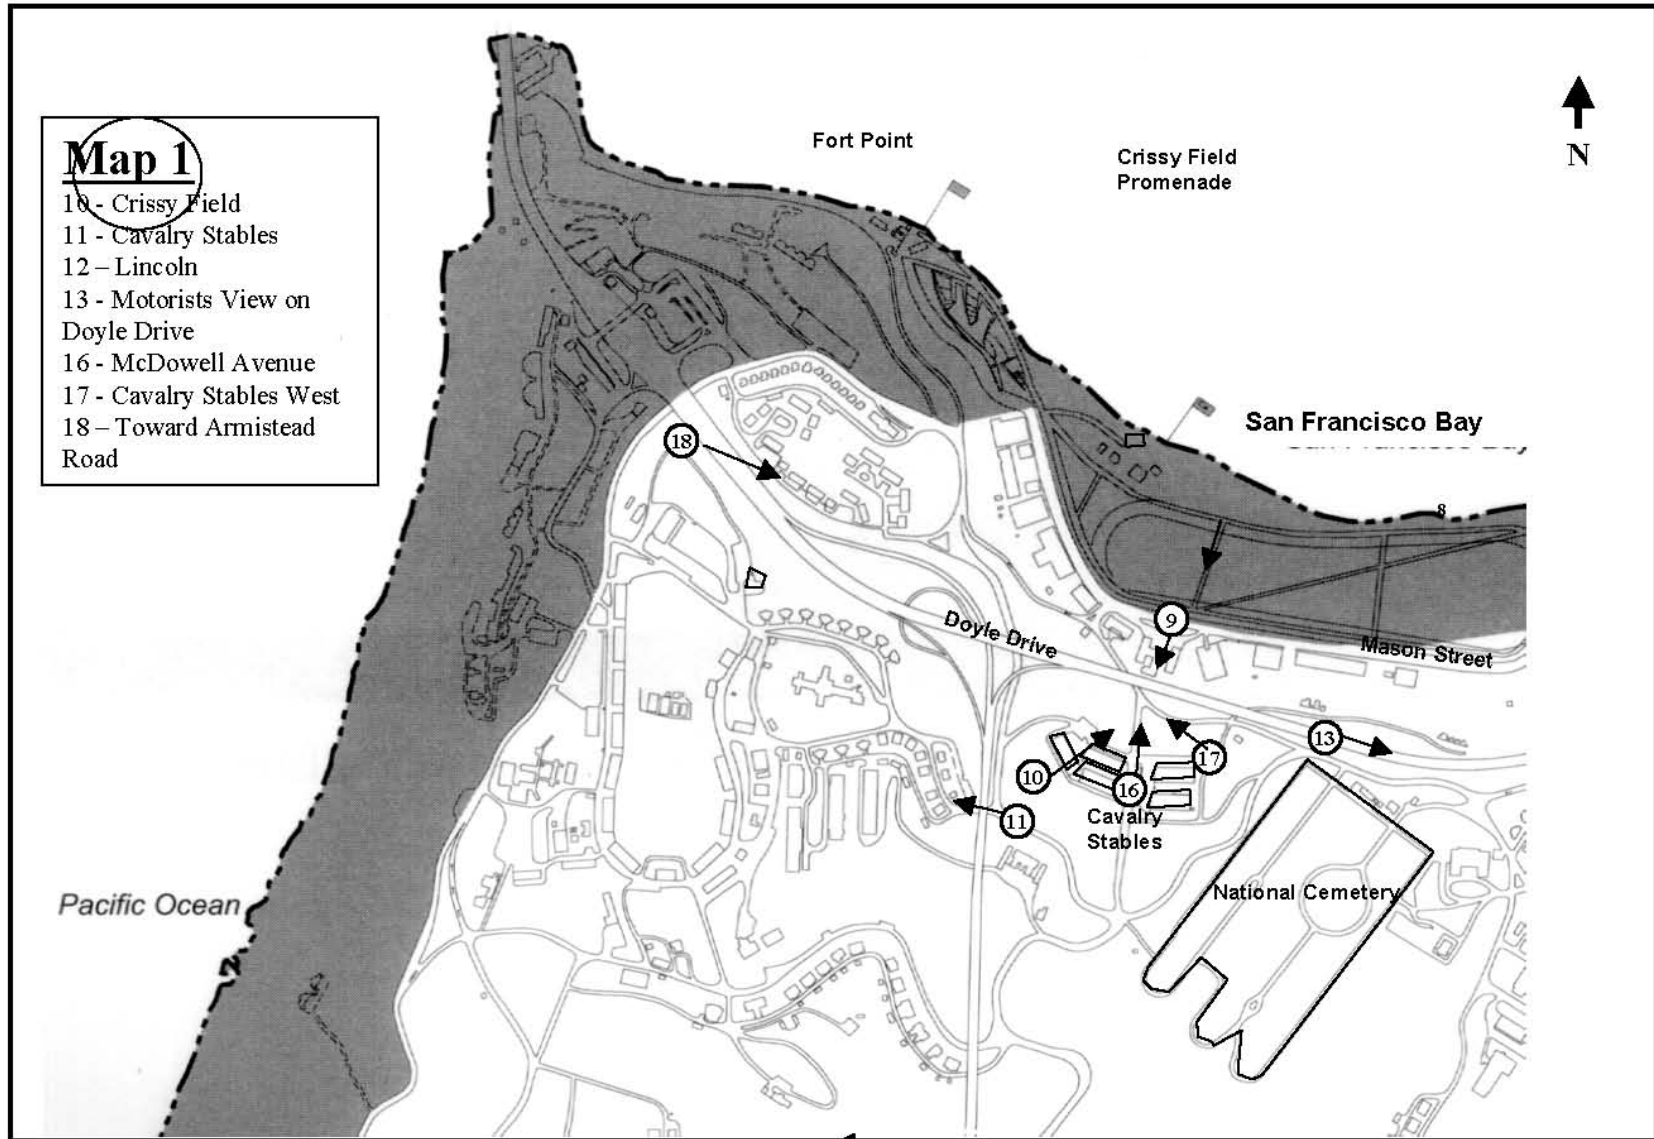 Map 1
10 - Crissy Field
11 - Cavalry Stables
12 – Lincoln
13 - Motorists View on
Doyle Drive
16 - McDowell Avenue
17 - Cavalry Stables West
18 – Toward Armistead
Road
Fort Point
Crissy Field
Promenade
N
San Francisco Bay
18
8
9
Doyle Drive
Mason Street
13
17
10
16
11
Cavalry
Stables
National Cemetery
Pacific Ocean
2